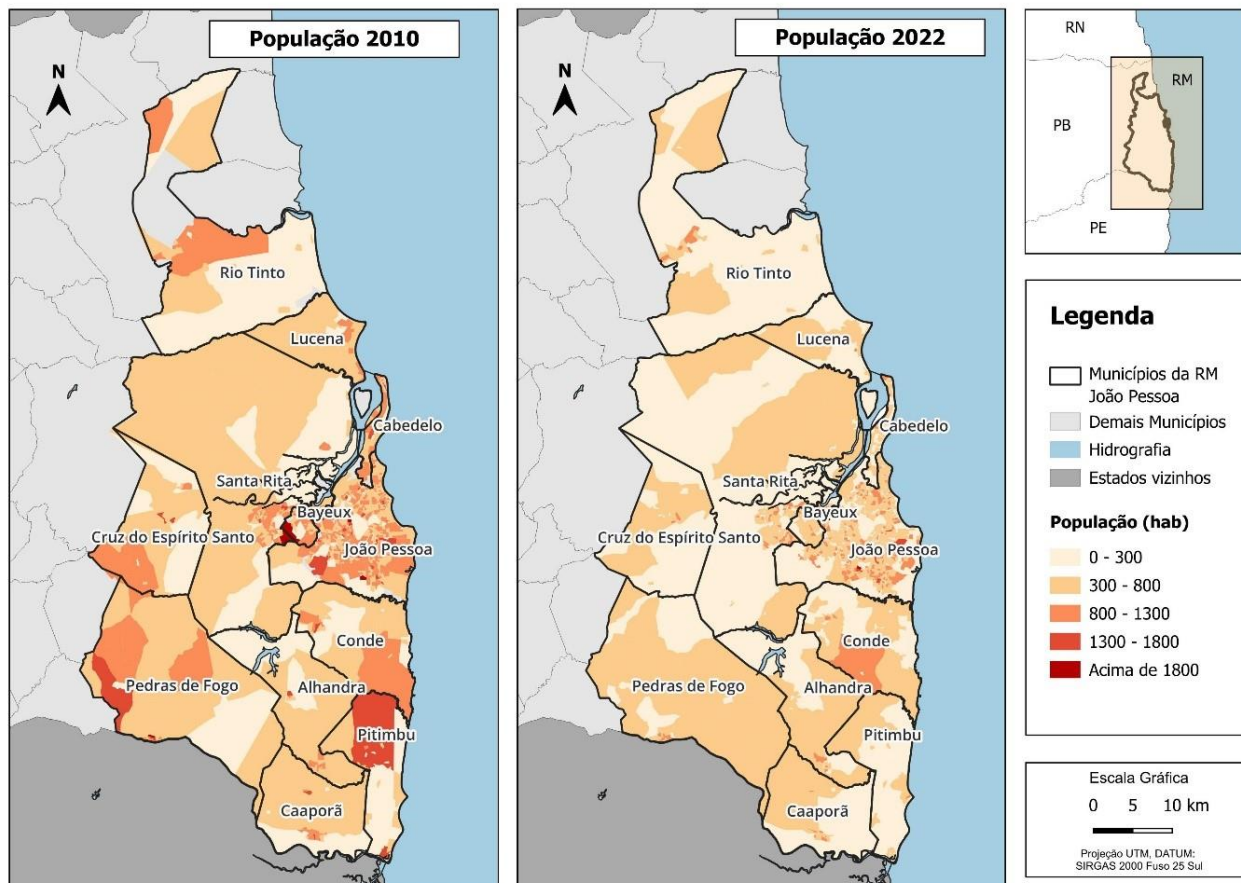 População 2010
N
Rio Tinto
Lucena
Cabedelo
Santa Rita
Bayeux
Cruz do Espírito Santo
João Pessoa
Conde
Pedras de Fogo
Alhandra
Pitimbu
Caaporã
População 2022
N
Rio Tinto
Lucena
Cabedelo
Santa Rita
Bayeux
Cruz do Espírito Santo
João Pessoa
Conde
Pedras de Fogo
Alhandra
Pitimbu
Caaporã
RN
RM
PB
PE
Legenda
Municípios da RM
João Pessoa
Demais Municípios
Hidrografia
Estados vizinhos
População (hab)
0 - 300
300 - 800
800 - 1300
1300 - 1800
Acima de 1800
Escala Gráfica
0 5 10 km
Projeção UTM, DATUM:
SIRGAS 2000 Fuso 25 Sul